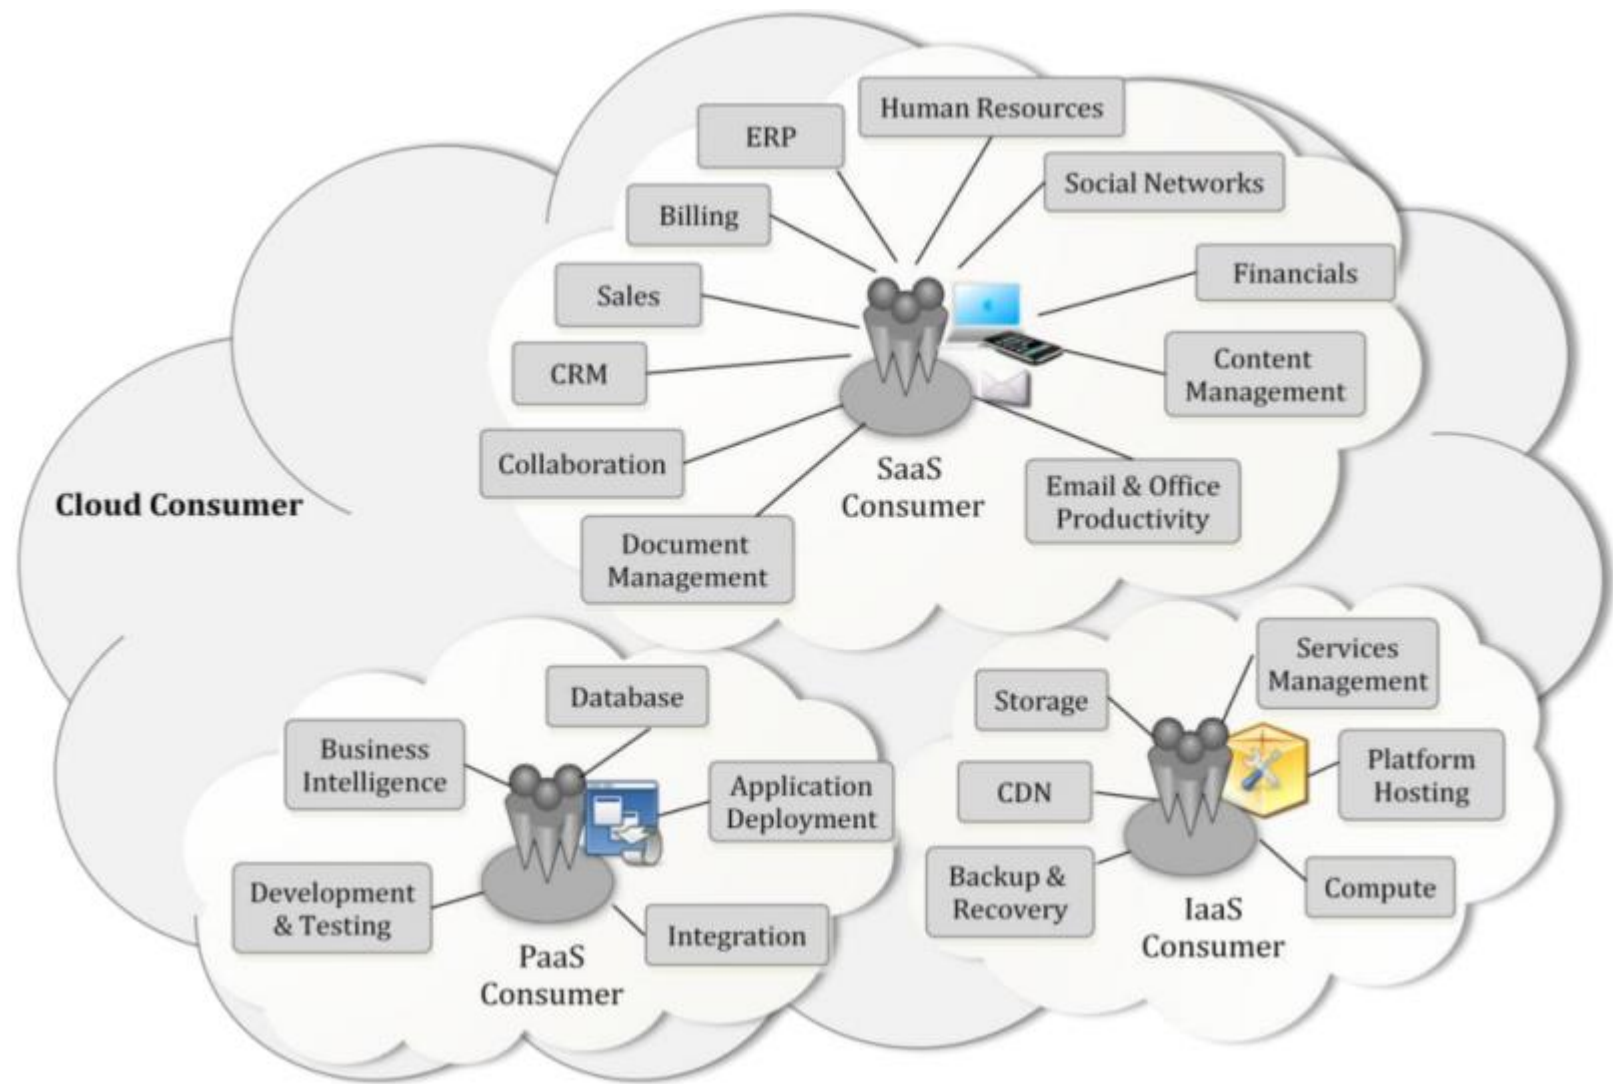 Human Resources
ERP
Social Networks
Billing
Financials
Sales
CRM
Content
Management
Collaboration
SaaS
Consumer
Email & Office
Productivity
Cloud Consumer
Document
Management
Database
Business
Intelligence
Application
Deployment
Development
& Testing
Integration
PaaS
Consumer
Services
Management
Storage
Platform
Hosting
CDN
Backup &
Recovery
Compute
IaaS
Consumer